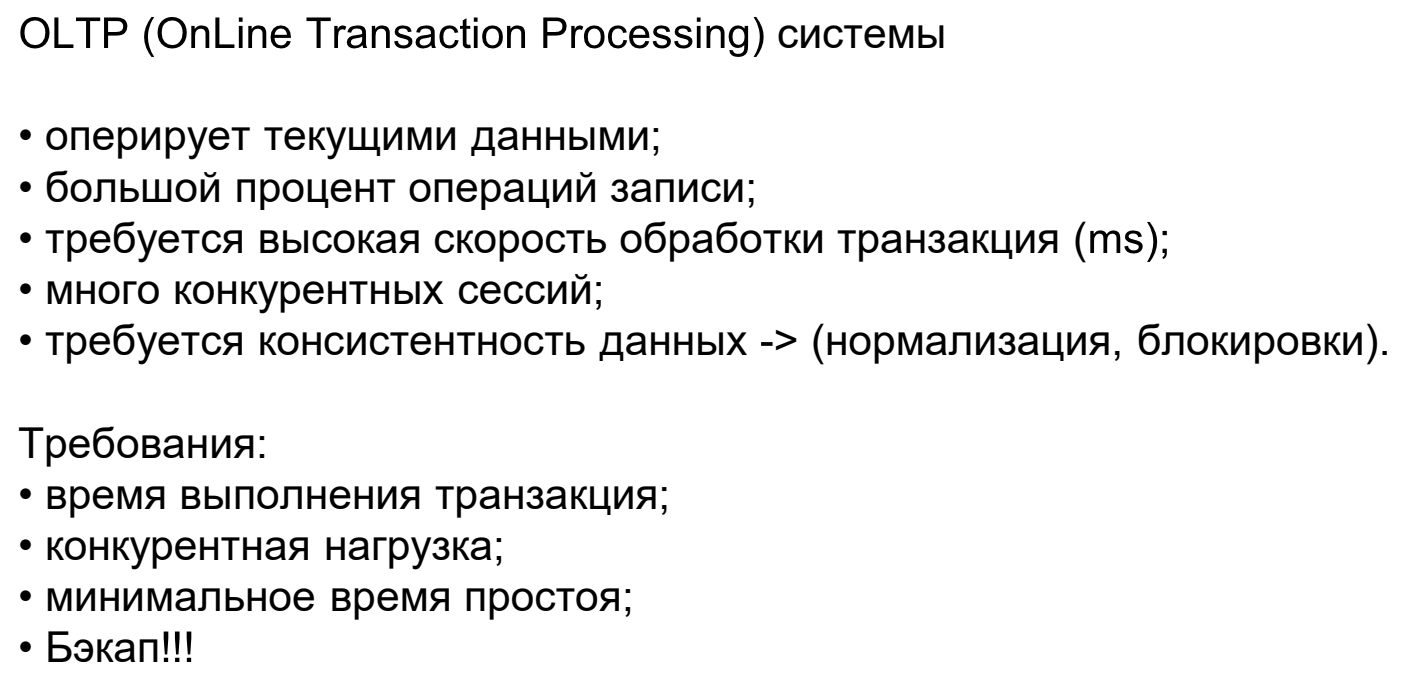 OLTP (OnLine Transaction Processing) системы
• оперирует текущими данными;
• большой процент операций записи;
• требуется высокая скорость обработки транзакция (ms);
• много конкурентных сессий;
• требуется консистентность данных -> (нормализация, блокировки).
Требования:
• время выполнения транзакция;
• конкурентная нагрузка;
• минимальное время простоя;
• Бэкап!!!